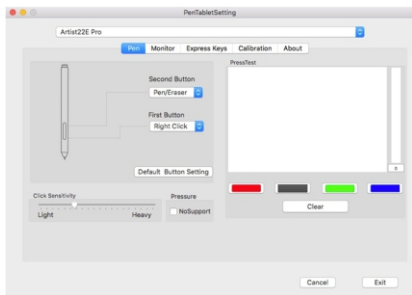 PenTabletSetting
Artist22E Pro
Pen Monitor Express Keys Calibration About
PressTest
Second Button
Pen/Eraser
First Button
Right Click
Default Button Setting
Click Sensitivity
Light Heavy
Pressure
NoSupport
Clear
Cancel Exit